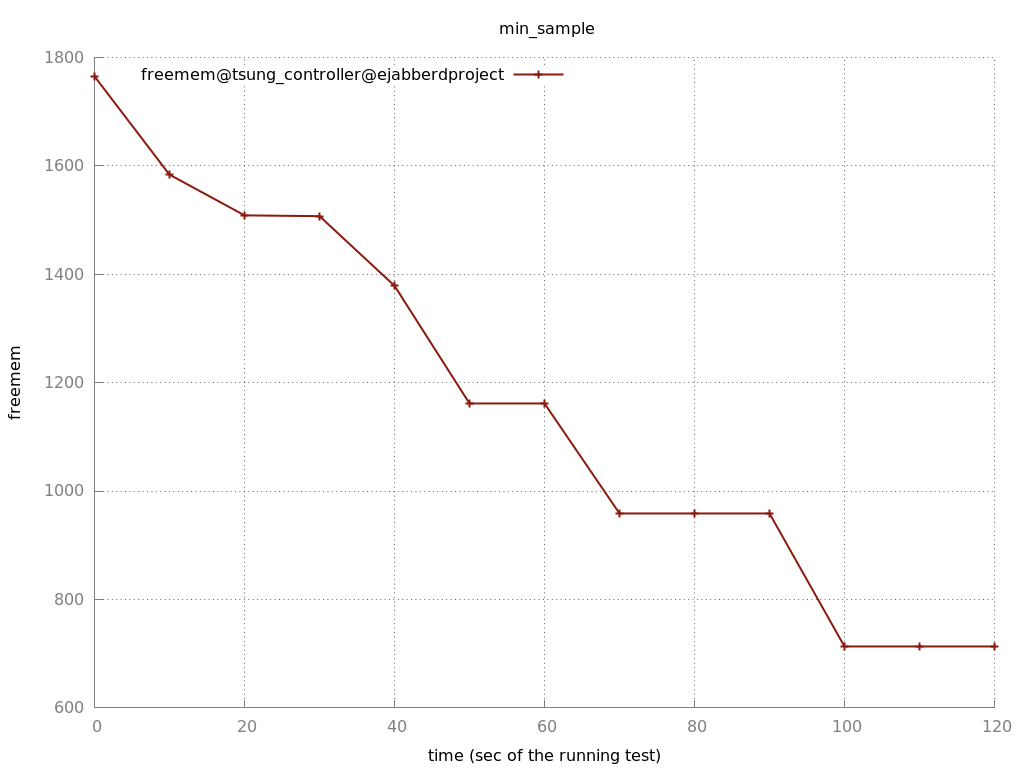 min_sample
freemem@tsung_controller@ejabberdproject
1800
1600
1400
1200
1000
800
600
freemem
0 20 40 60 80 100 120
time (sec of the running test)